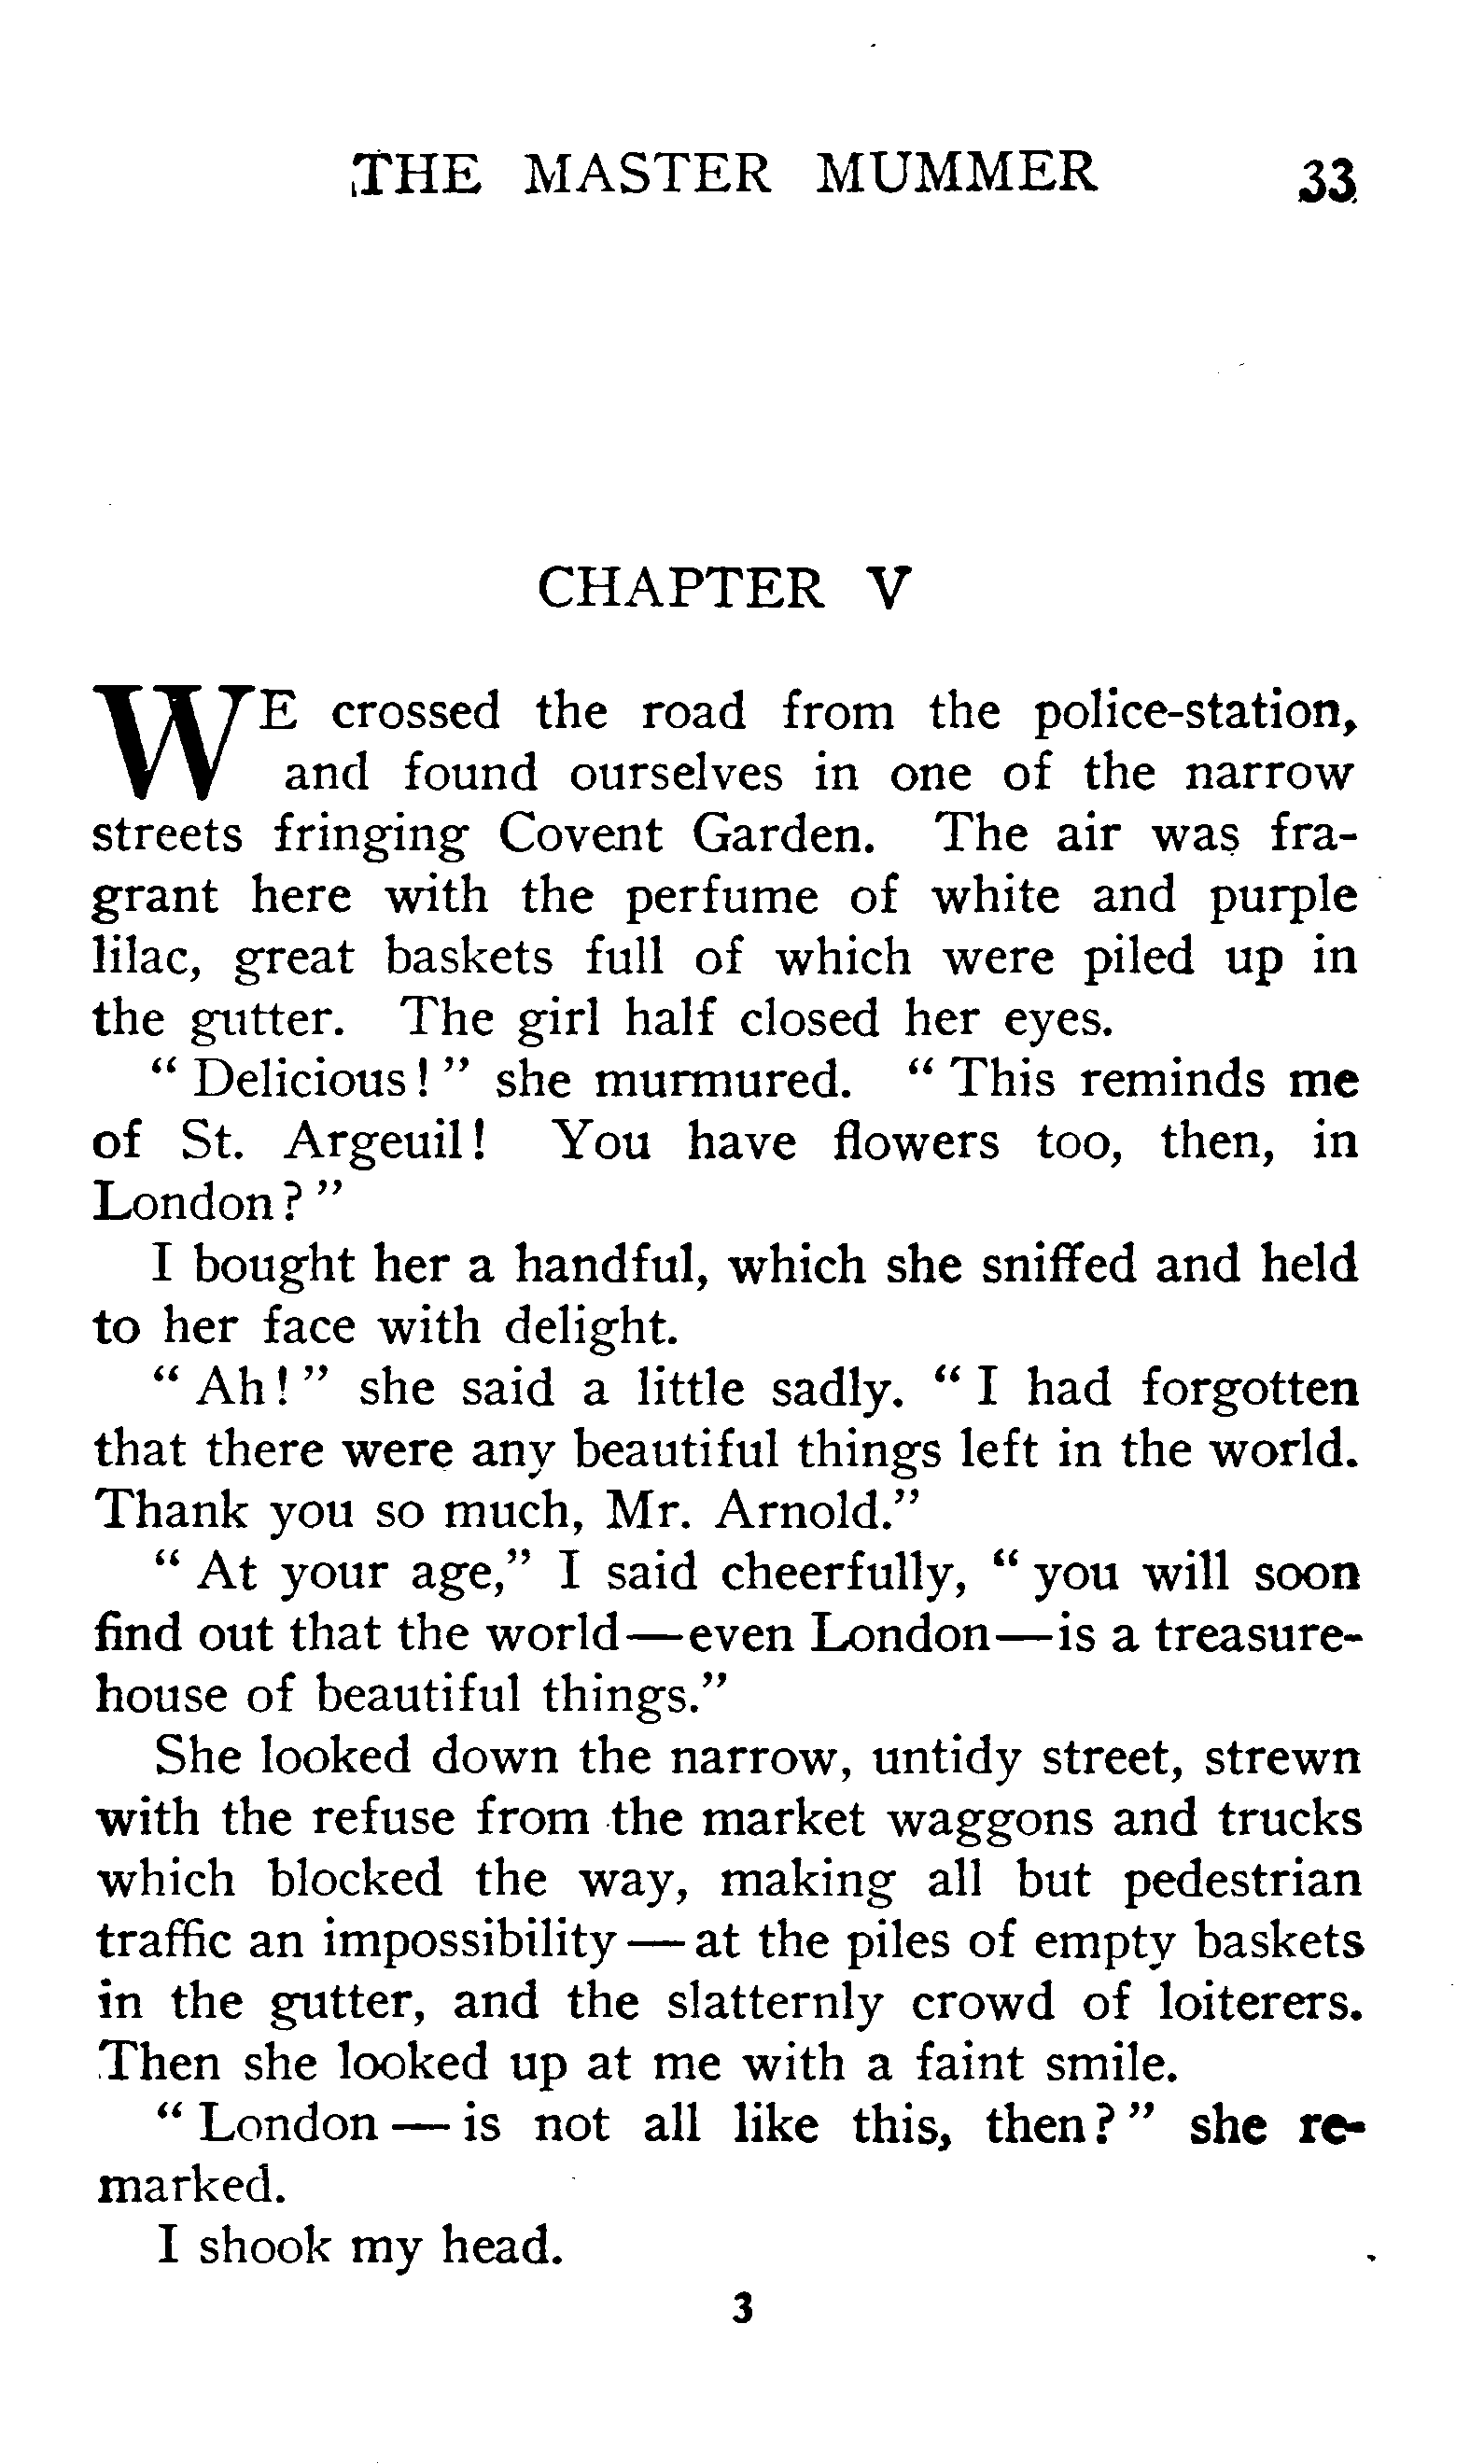 THE MASTER MUMMER 33
CHAPTER V
WE crossed the road from the police-station,
and found ourselves in one of the narrow
streets fringing Covent Garden. The air was fra-
grant here with the perfume of white and purple
lilac, great baskets full of which were piled up in
the gutter. The girl half closed her eyes.
" Delicious ! " she murmured. " This reminds me
of St. Argeuil! You have flowers too, then, in
London ? "
I bought her a handful, which she sniffed and held
to her face with delight.
" Ah ! " she said a little sadly. " I had forgotten
that there were any beautiful things left in the world.
Thank you so much, Mr. Arnold."
" At your age," I said cheerfully, " you will soon
find out that the world—even London—is a treasure-
house of beautiful things."
She looked down the narrow, untidy street, strewn
with the refuse from the market waggons and trucks
which blocked the way, making all but pedestrian
traffic an impossibility — at the piles of empty baskets
in the gutter, and the slatternly crowd of loiterers.
Then she looked up at me with a faint smile.
" London — is not all like this, then ? " she re-
marked.
I shook my head.
3